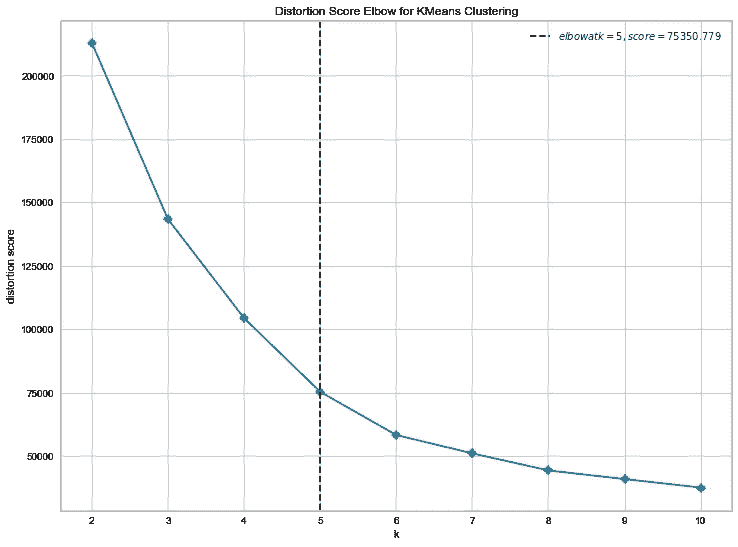 Distortion Score Elbow for KMeans Clustering
elbowatk = 5, score = 75350.779
200000
175000
150000
125000
100000
75000
50000
distortion score
2 3 4 5 6 7 8 9 10
k